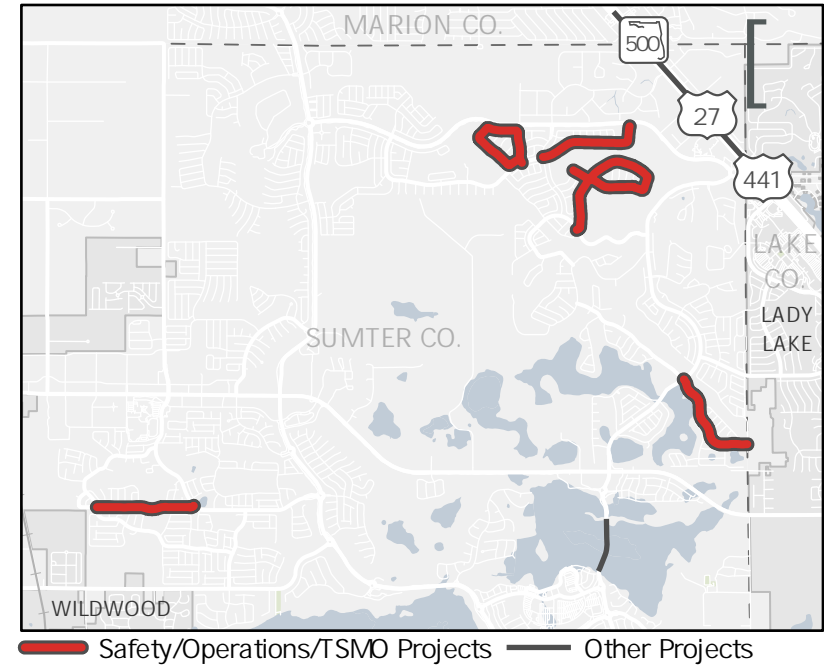 MARION CO.
500
27
441
LAKE
CO.
LADY
LAKE
SUMTER CO.
WILDWOOD
Safety/Operations/TSMO Projects
Other Projects